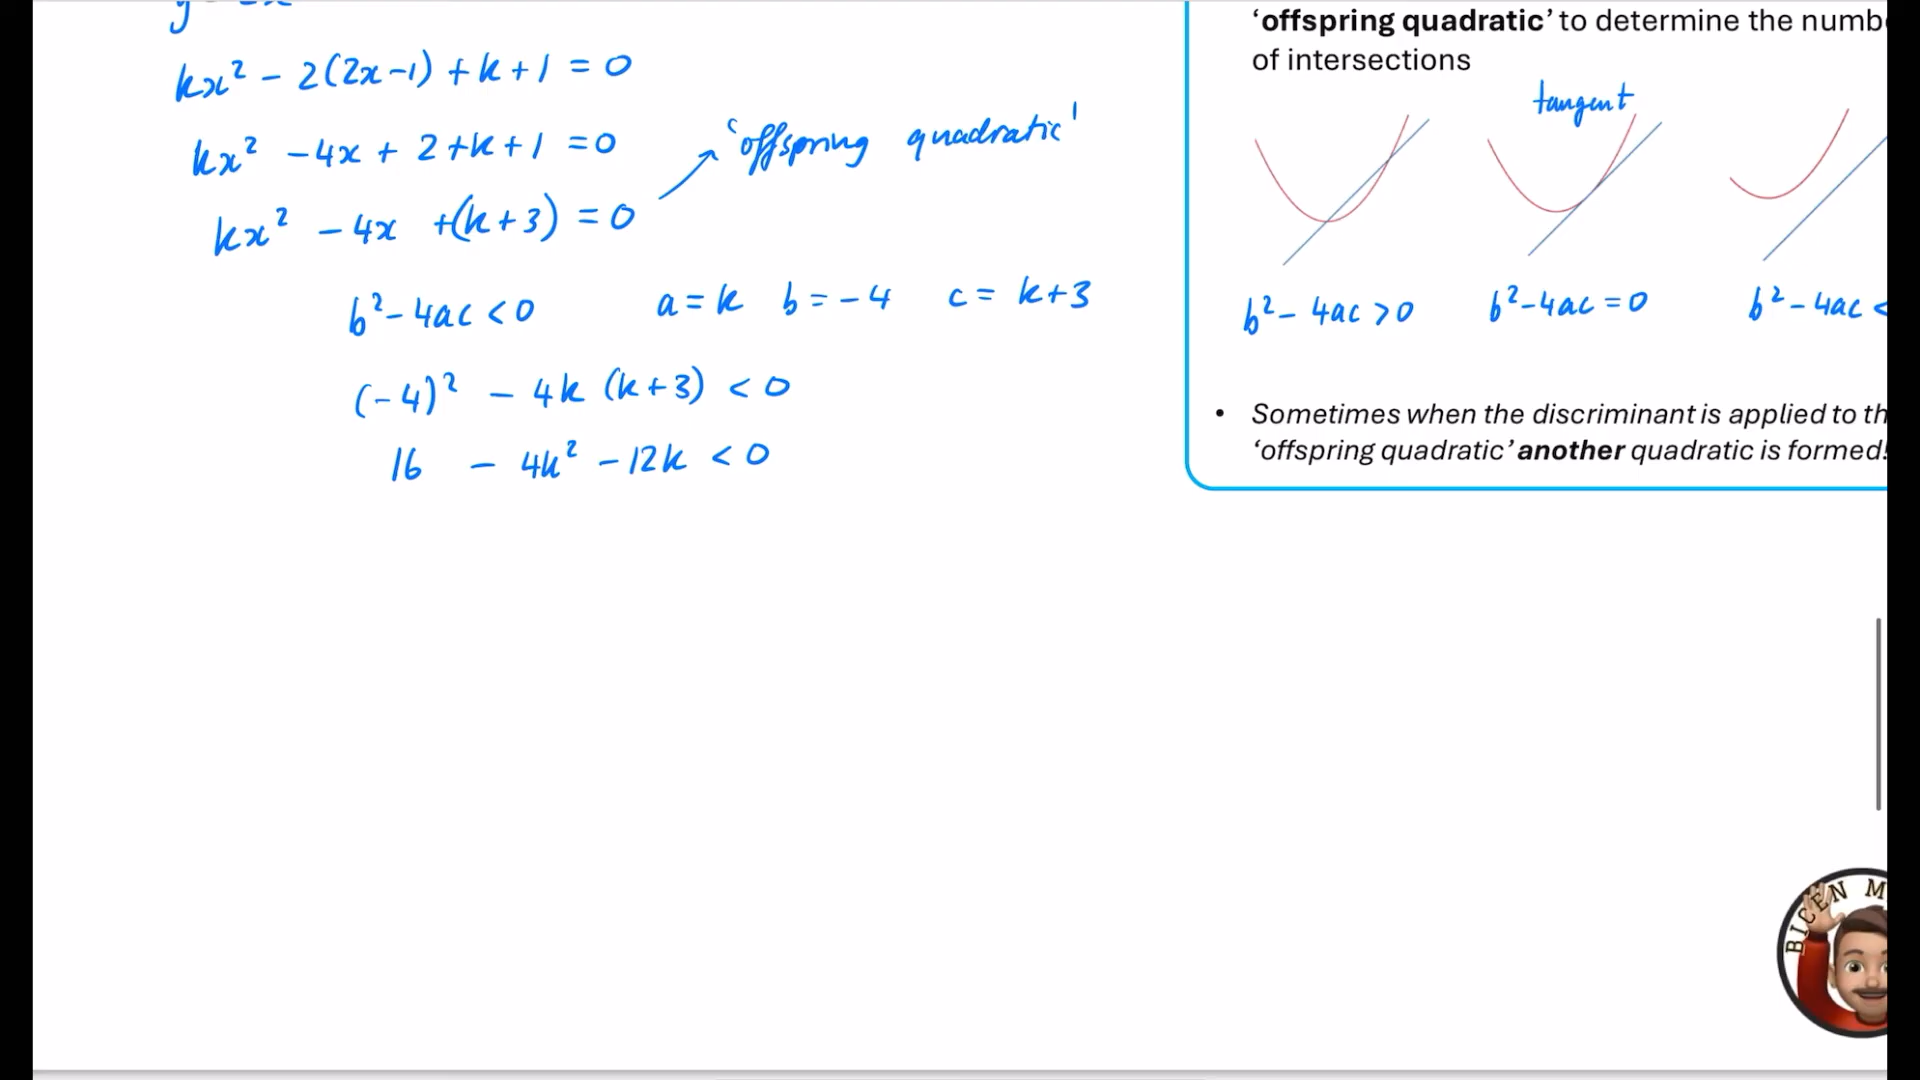 kx² - 2(2x-1) + k + 1 = 0
kx² - 4x + 2 + k + 1 = 0
'offspring quadratic'
kx² - 4x + (k+3) = 0
b² - 4ac < 0 a = k b = -4 c = k+3
(-4)² - 4k (k+3) < 0
16 - 4k² - 12k < 0
'offspring quadratic' to determine the numb
of intersections
tangent
b² - 4ac > 0 b² - 4ac = 0 b² - 4ac <
• Sometimes when the discriminant is applied to th
'offspring quadratic' another quadratic is formed!
BICEN M